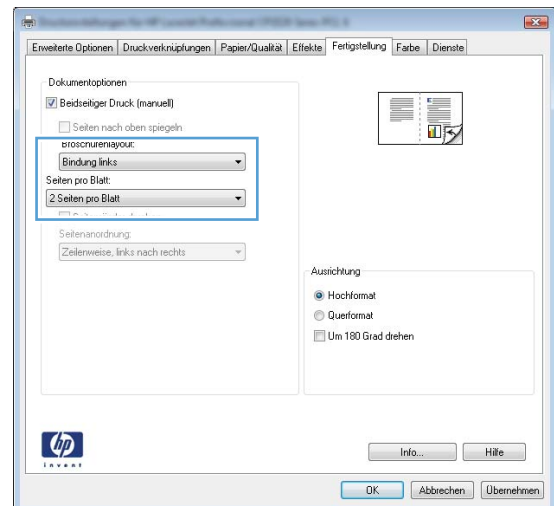 Erweiterte Optionen Druckverknüpfungen Papier/Qualität Effekte Fertigstellung Farbe Dienste
Dokumentoptionen
Beidseitiger Druck (manuell)
Seiten nach oben spiegeln
Broschürenlayout:
Bindung links
Seiten pro Blatt:
2 Seiten pro Blatt
Seitenanordnung:
Zeilenweise, links nach rechts
Ausrichtung
Hochformat
Querformat
Um 180 Grad drehen
hp
invent
Info... Hilfe
OK Abbrechen Übernehmen